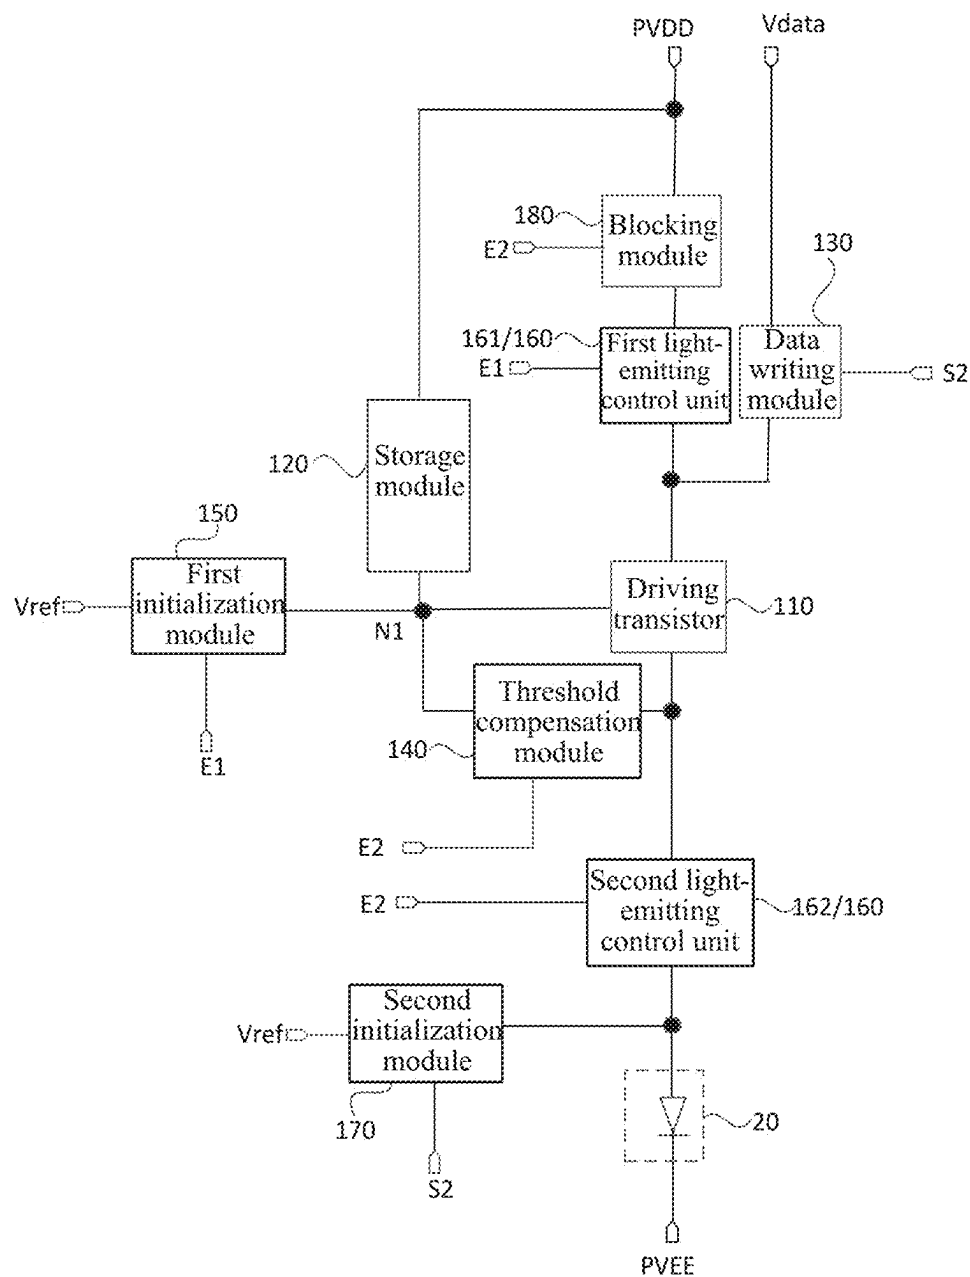 PVDD
Vdata
180
Blocking
module
E2
130
161/160
First light-
emitting
control unit
E1
Data
writing
module
S2
120
Storage
module
150
First
initialization
module
Vref
N1
Driving
transistor
110
E1
Threshold
compensation
module
140
E2
Second light-
emitting
control unit
E2
162/160
Second
initialization
module
Vref
170
20
S2
PVEE